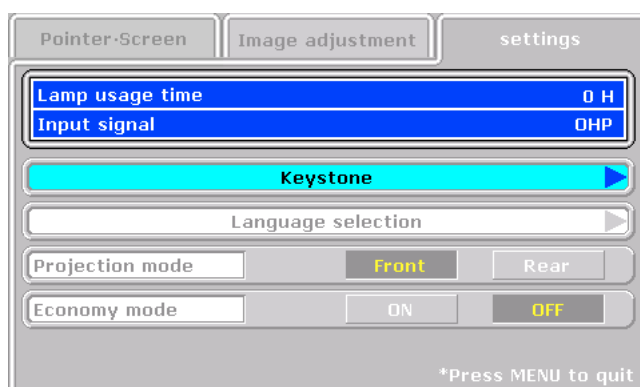 Pointer·Screen Image adjustment settings
Lamp usage time 0 H
Input signal OHP
Keystone
Language selection
Projection mode Front Rear
Economy mode ON OFF
*Press MENU to quit